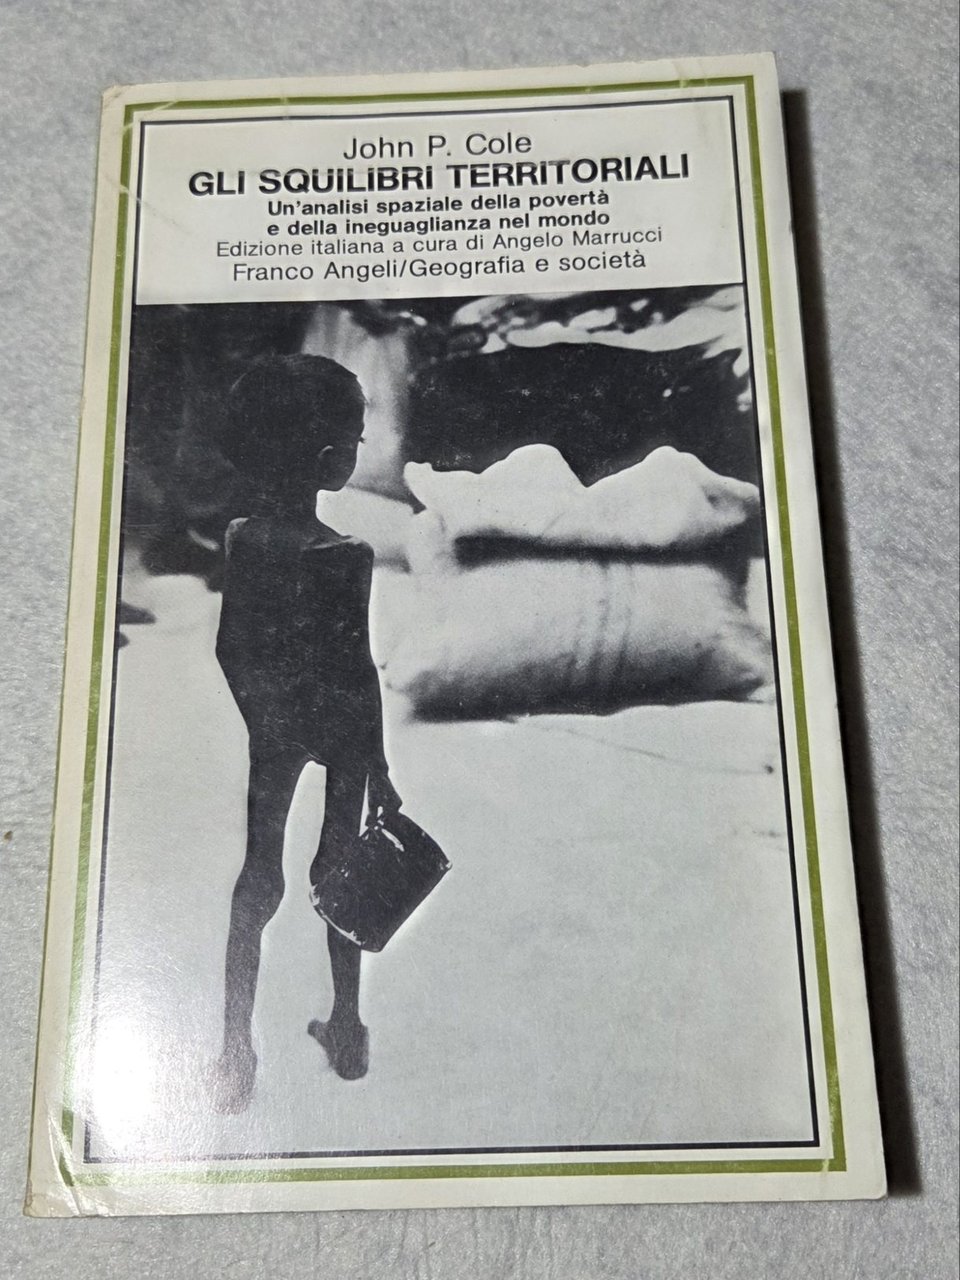 John P. Cole
GLI SQUILIBRI TERRITORIALI
Un'analisi spaziale della povertà
e della ineguaglianza nel mondo
Edizione italiana a cura di Angelo Marrucci
Franco Angeli/Geografia e società